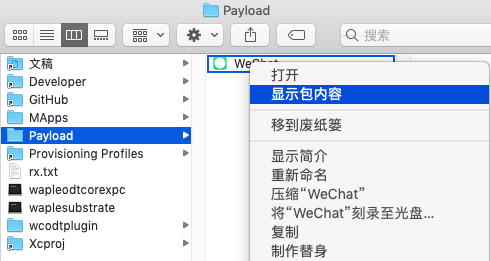 Payload
搜索
文稿
Developer
GitHub
MApps
Payload
Provisioning Profiles
rx.txt
wapleodtcorexpc
waplesubstrate
wcodtplugin
Xcproj
WeChat
打开
显示包内容
移到废纸篓
显示简介
重新命名
压缩“WeChat”
将“WeChat”刻录至光盘...
复制
制作替身